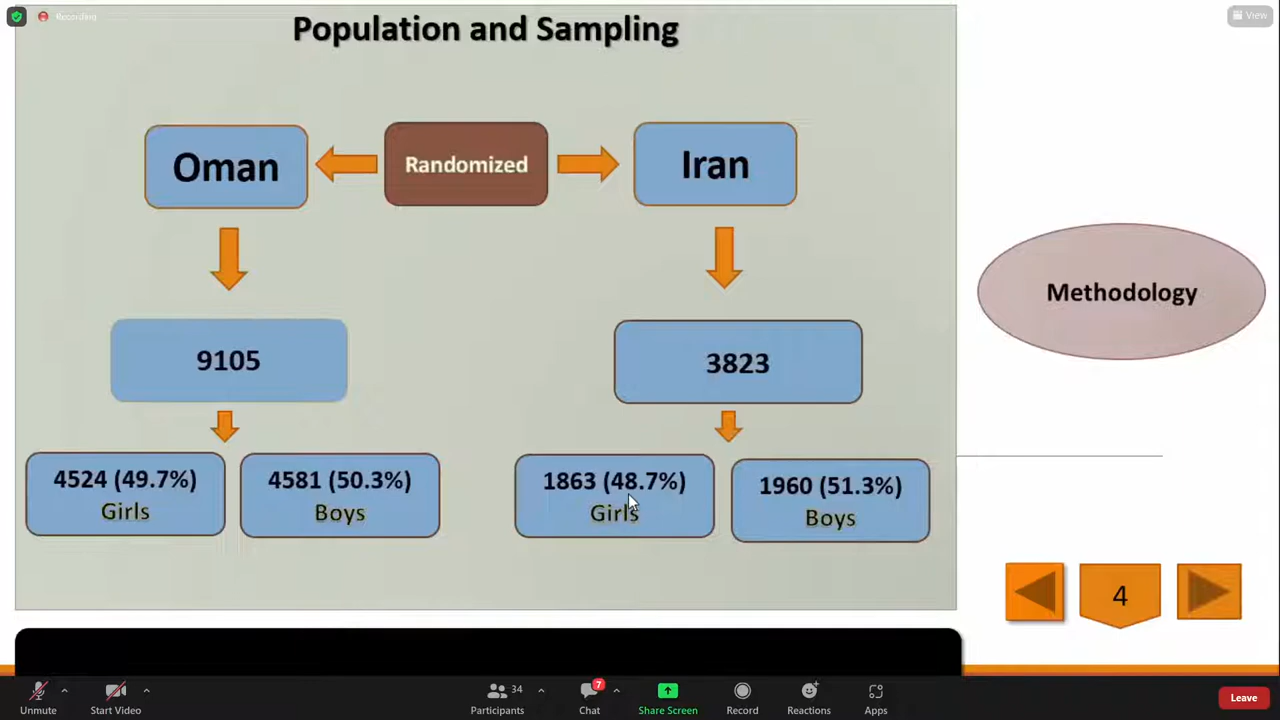 Recording
View
Population and Sampling
Oman
Randomized
Iran
Methodology
9105
3823
4524 (49.7%)
Girls
4581 (50.3%)
Boys
1863 (48.7%)
Girls
1960 (51.3%)
Boys
4
Unmute
Start Video
34
Participants
7
Chat
Share Screen
Record
Reactions
Apps
Leave